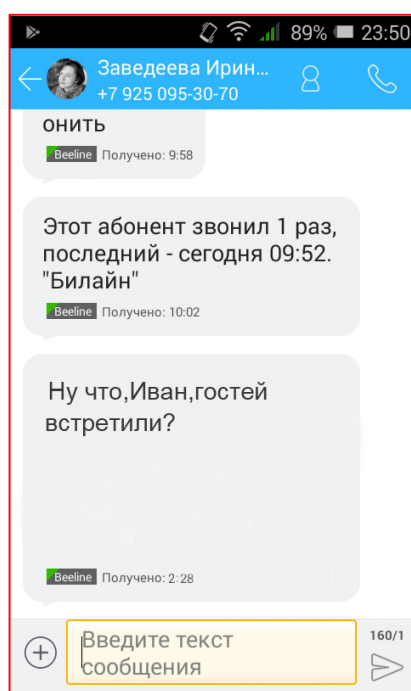 89% 23:50
Заведеева Ирин...
+7 925 095-30-70
онить
Beeline Получено: 9:58
Этот абонент звонил 1 раз,
последний - сегодня 09:52.
"Билайн"
Beeline Получено: 10:02
Ну что,Иван,гостей
встретили?
Beeline Получено: 2:28
Введите текст
сообщения
160/1